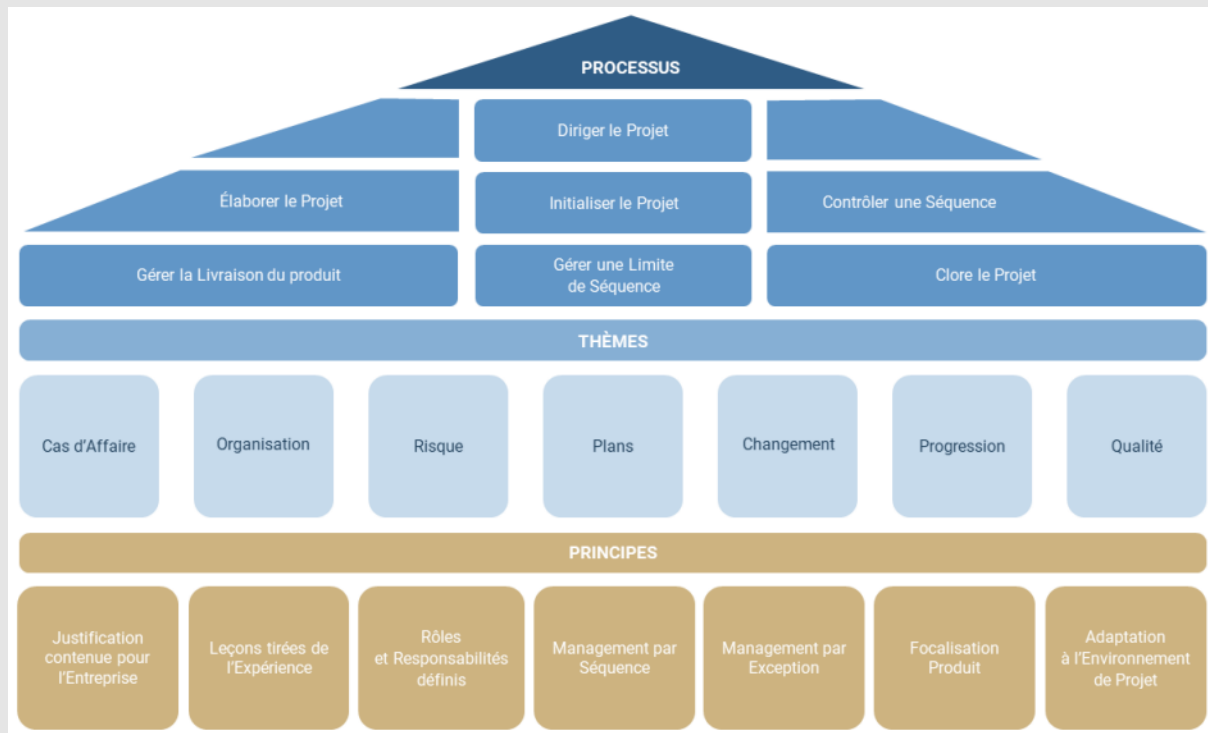 PROCESSUS
Diriger le Projet
Élaborer le Projet
Initialiser le Projet
Contrôler une Séquence
Gérer la Livraison du produit
Gérer une Limite
de Séquence
Clore le Projet
THÈMES
Cas d'Affaire
Organisation
Risque
Plans
Changement
Progression
Qualité
PRINCIPES
Justification
contenue pour
l'Entreprise
Leçons tirées de
l'Expérience
Rôles
et Responsabilités
définis
Management par
Séquence
Management par
Exception
Focalisation
Produit
Adaptation
à l'Environnement
de Projet